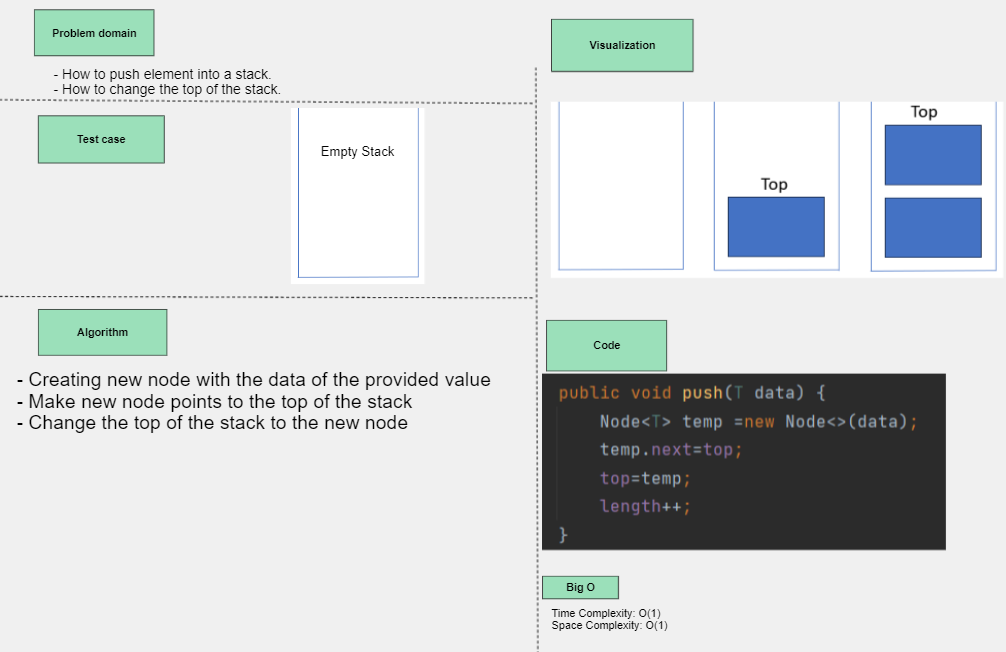 Problem domain
- How to push element into a stack.
- How to change the top of the stack.
Test case
Empty Stack
Algorithm
- Creating new node with the data of the provided value
- Make new node points to the top of the stack
- Change the top of the stack to the new node
Visualization
Top
Top
Code
public void push(T data) {
Node<T> temp =new Node<>(data);
temp.next=top;
top=temp;
length++;
}
Big O
Time Complexity: O(1)
Space Complexity: O(1)